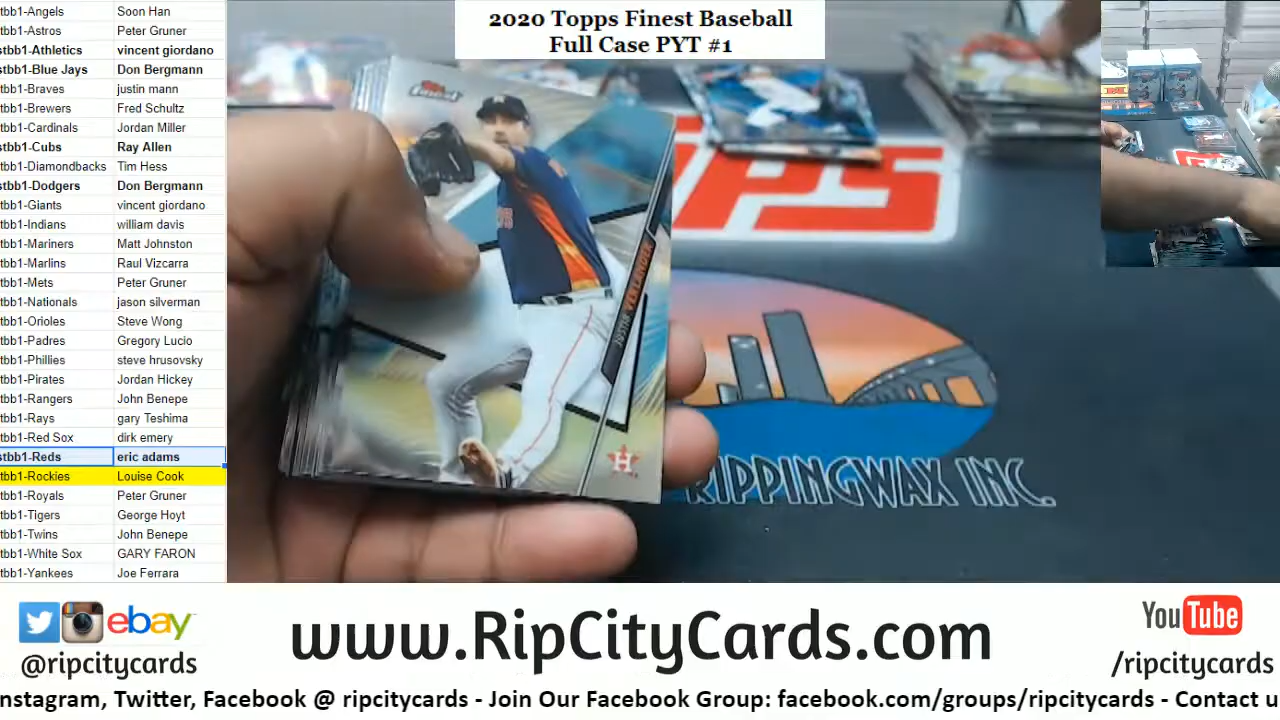 2020 Topps Finest Baseball
Full Case PYT #1
tbb1-Angels Soon Han
tbb1-Astros Peter Gruner
stbb1-Athletics vincent giordano
stbb1-Blue Jays Don Bergmann
tbb1-Braves justin mann
tbb1-Brewers Fred Schultz
tbb1-Cardinals Jordan Miller
stbb1-Cubs Ray Allen
tbb1-Diamondbacks Tim Hess
stbb1-Dodgers Don Bergmann
tbb1-Giants vincent giordano
tbb1-Indians william davis
tbb1-Mariners Matt Johnston
tbb1-Marlins Raul Vizcarra
tbb1-Mets Peter Gruner
tbb1-Nationals jason silverman
tbb1-Orioles Steve Wong
tbb1-Padres Gregory Lucio
tbb1-Phillies steve hrusovsky
tbb1-Pirates Jordan Hickey
tbb1-Rangers John Benepe
tbb1-Rays gary Teshima
tbb1-Red Sox dirk emery
stbb1-Reds eric adams
tbb1-Rockies Louise Cook
tbb1-Royals Peter Gruner
tbb1-Tigers George Hoyt
tbb1-Twins John Benepe
tbb1-White Sox GARY FARON
tbb1-Yankees Joe Ferrara
Finest
JUSTIN VERLANDER
H
IPS
RIPPINGWAX INC.
ebay
@ripcitycards
www.RipCityCards.com
YouTube
/ripcitycards
nstagram, Twitter, Facebook @ ripcitycards - Join Our Facebook Group: facebook.com/groups/ripcitycards - Contact u